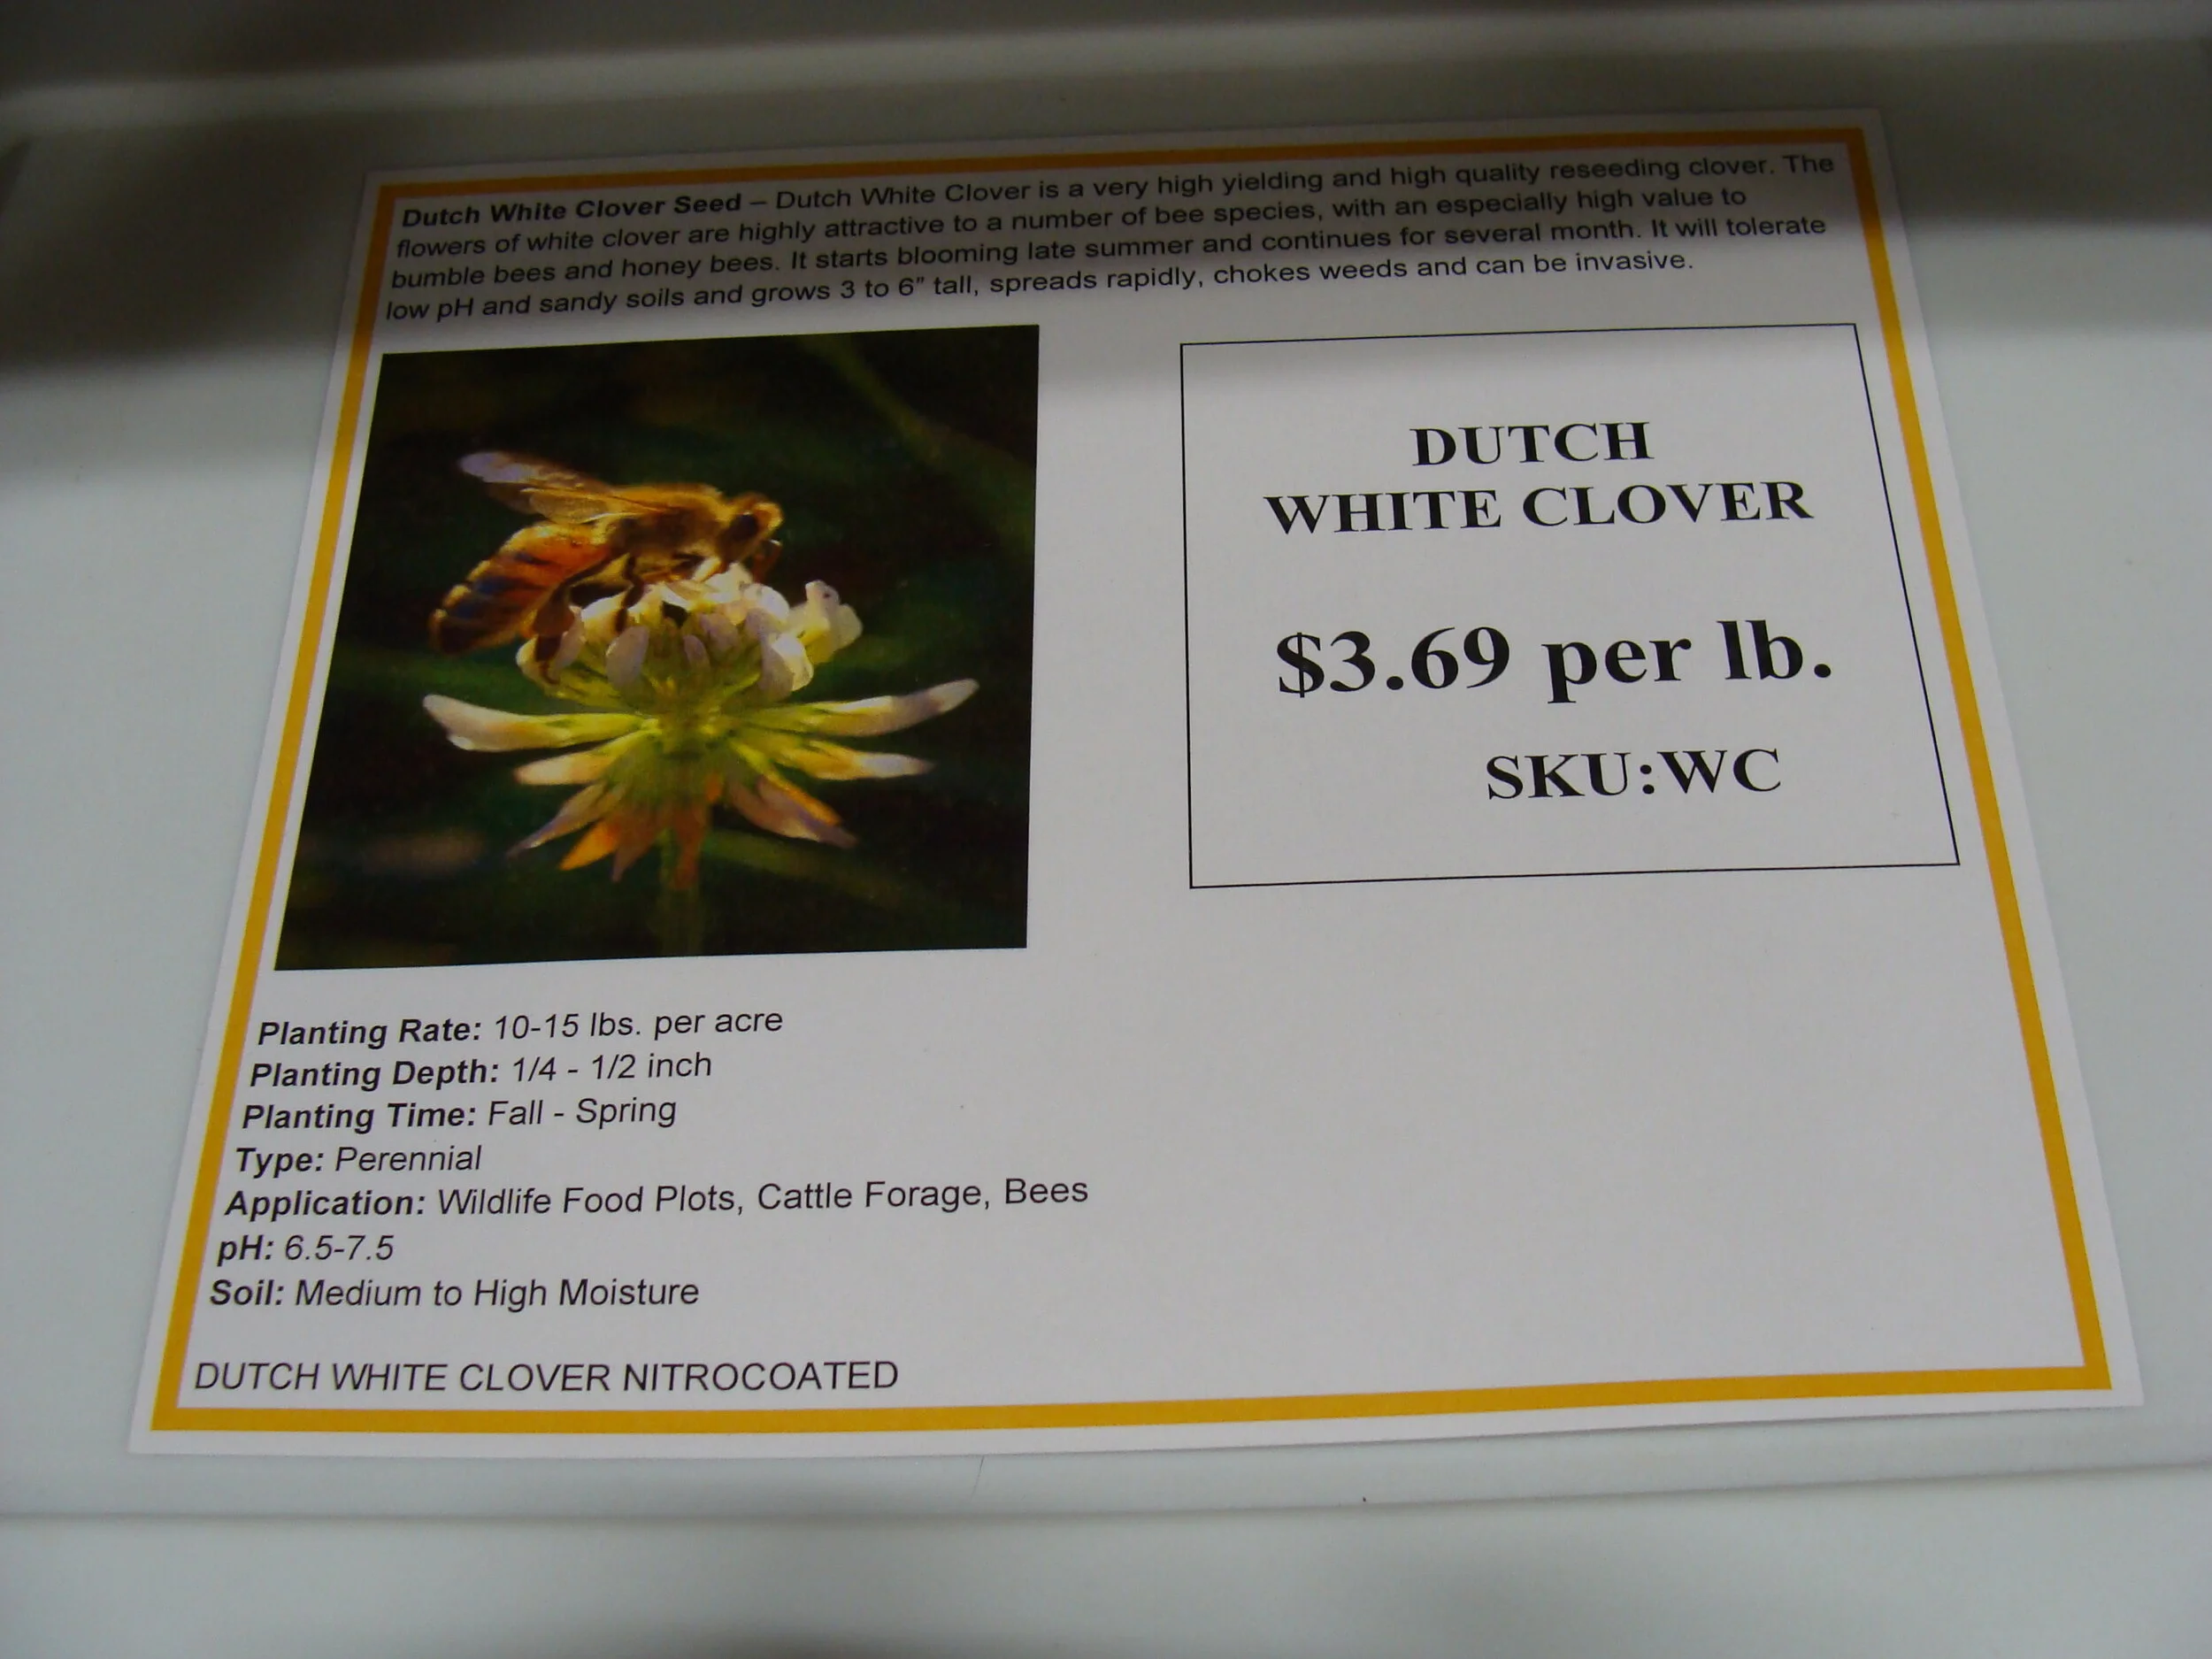 Dutch White Clover Seed – Dutch White Clover is a very high yielding and high quality reseeding clover. The
flowers of white clover are highly attractive to a number of bee species, with an especially high value to
bumble bees and honey bees. It starts blooming late summer and continues for several month. It will tolerate
low pH and sandy soils and grows 3 to 6” tall, spreads rapidly, chokes weeds and can be invasive.
DUTCH
WHITE CLOVER
$3.69 per lb.
SKU:WC
Planting Rate: 10-15 lbs. per acre
Planting Depth: 1/4 - 1/2 inch
Planting Time: Fall - Spring
Type: Perennial
Application: Wildlife Food Plots, Cattle Forage, Bees
pH: 6.5-7.5
Soil: Medium to High Moisture
DUTCH WHITE CLOVER NITROCOATED